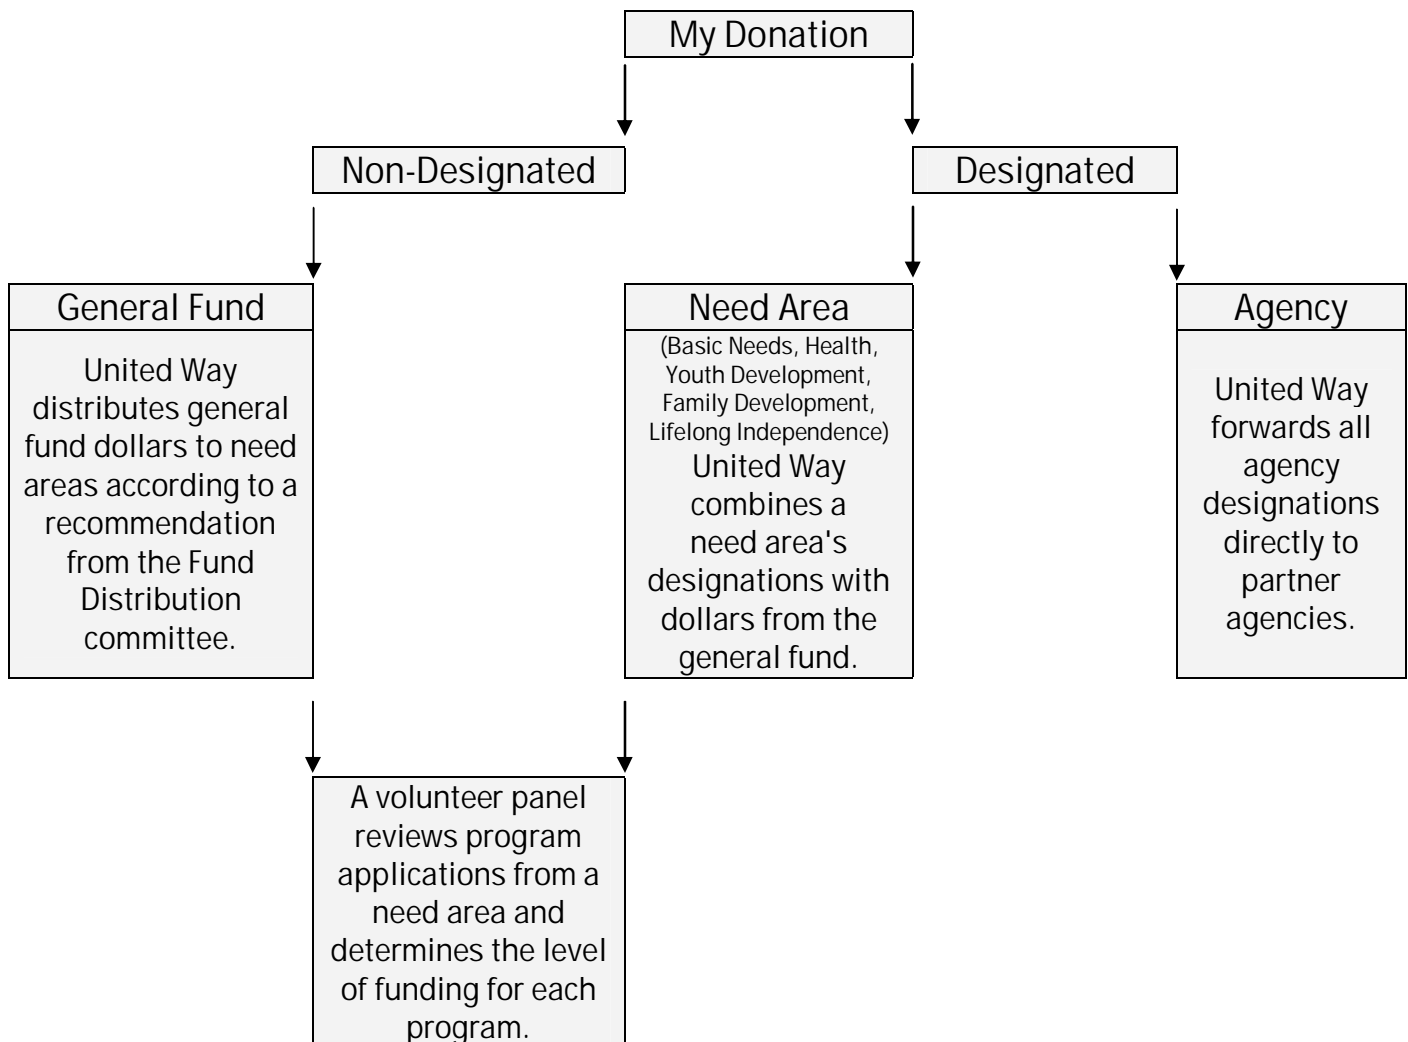 My Donation
Non-Designated
Designated
General Fund
United Way
distributes general
fund dollars to need
areas according to a
recommendation
from the Fund
Distribution
committee.
Need Area
(Basic Needs, Health,
Youth Development,
Family Development,
Lifelong Independence)
United Way
combines a
need area's
designations with
dollars from the
general fund.
Agency
United Way
forwards all
agency
designations
directly to
partner
agencies.
A volunteer panel
reviews program
applications from a
need area and
determines the level
of funding for each
program.